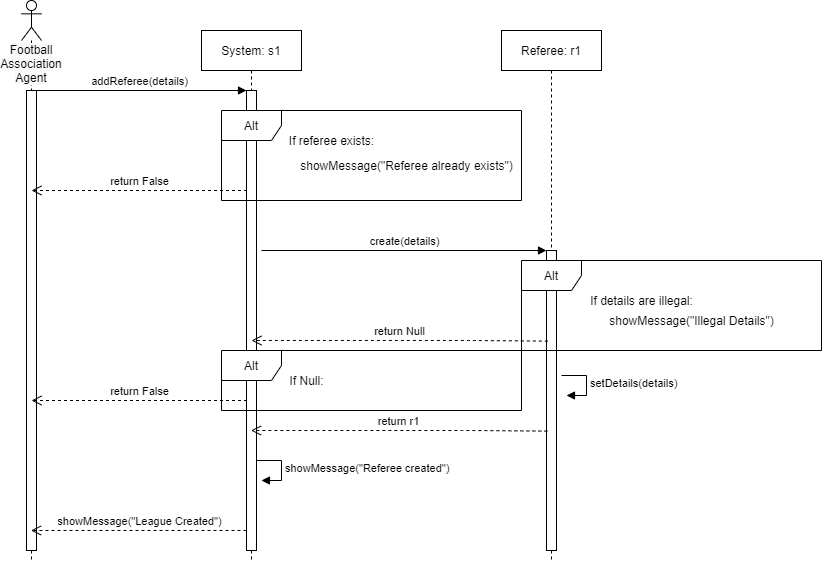 Football
Association
Agent
System: s1
Referee: r1
addReferee(details)
Alt
If referee exists:
showMessage("Referee already exists")
return False
create(details)
Alt
If details are illegal:
showMessage("Illegal Details")
return Null
Alt
If Null:
setDetails(details)
return False
return r1
showMessage("Referee created")
showMessage("League Created")